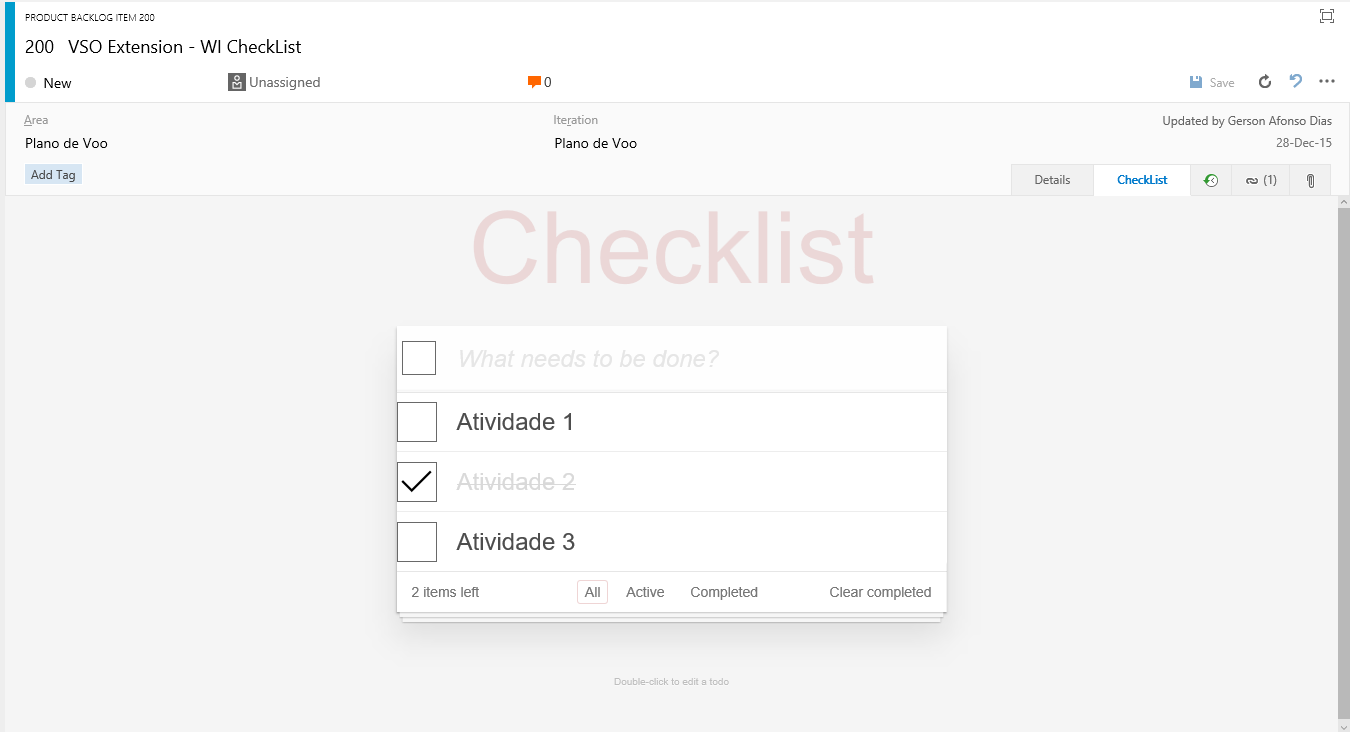 PRODUCT BACKLOG ITEM 200
200 VSO Extension - WI CheckList
New Unassigned 0 Save
Area Iteration Updated by Gerson Afonso Dias
Plano de Voo Plano de Voo 28-Dec-15
Add Tag Details CheckList (1)
Checklist
What needs to be done?
Atividade 1
Atividade 2
Atividade 3
2 items left All Active Completed Clear completed
Double-click to edit a todo